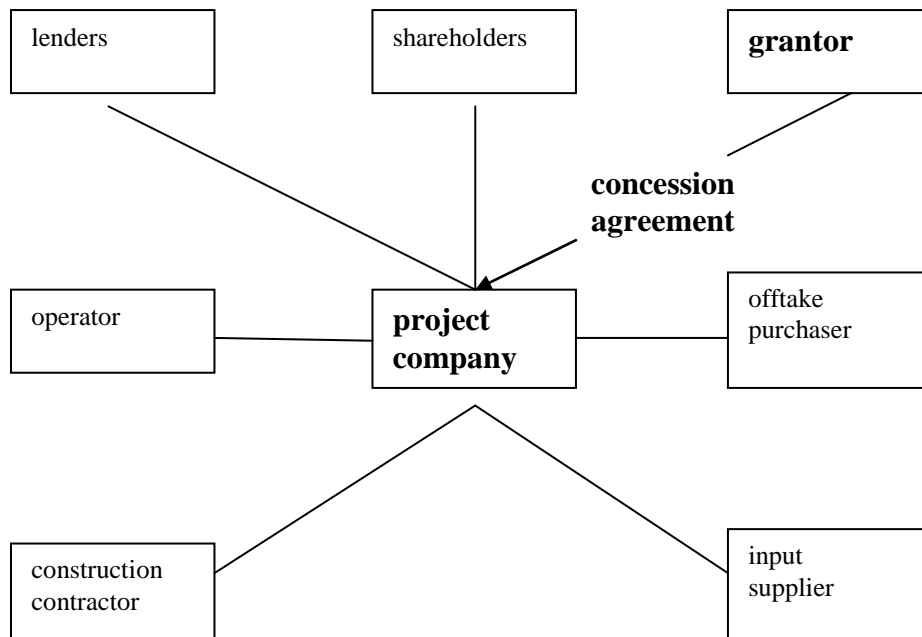 lenders
shareholders
grantor
concession
agreement
operator
project
company
offtake
purchaser
construction
contractor
input
supplier